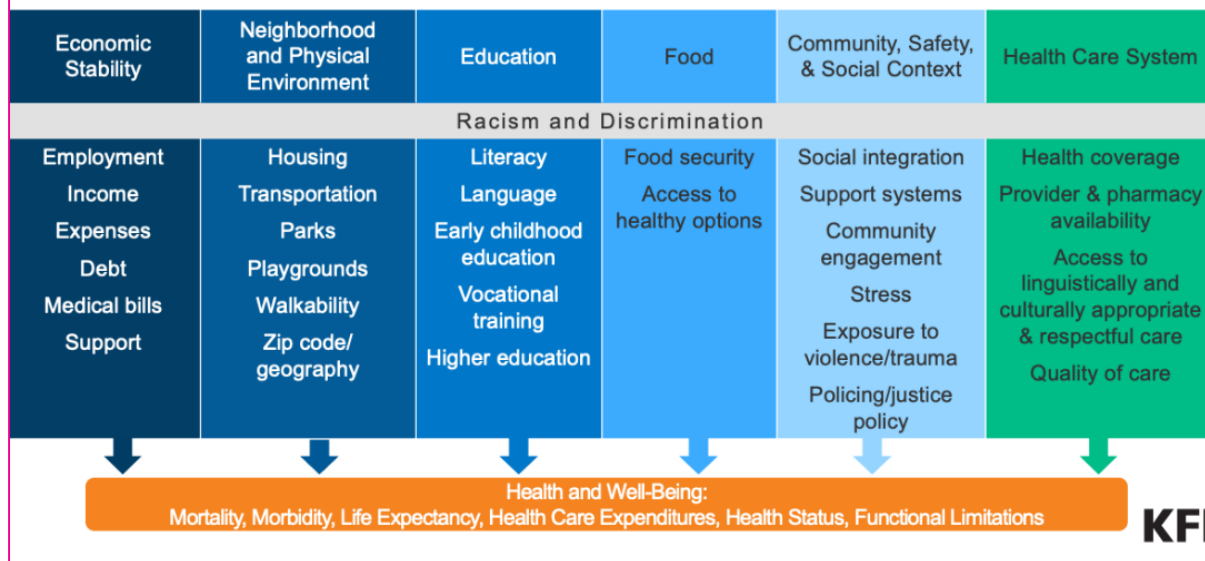 Economic
Stability
Neighborhood
and Physical
Environment
Education
Food
Community, Safety,
& Social Context
Health Care System
Racism and Discrimination
Employment
Income
Expenses
Debt
Medical bills
Support
Housing
Transportation
Parks
Playgrounds
Walkability
Zip code/
geography
Literacy
Language
Early childhood
education
Vocational
training
Higher education
Food security
Access to
healthy options
Social integration
Support systems
Community
engagement
Stress
Exposure to
violence/trauma
Policing/justice
policy
Health coverage
Provider & pharmacy
availability
Access to
linguistically and
culturally appropriate
& respectful care
Quality of care
Health and Well-Being:
Mortality, Morbidity, Life Expectancy, Health Care Expenditures, Health Status, Functional Limitations